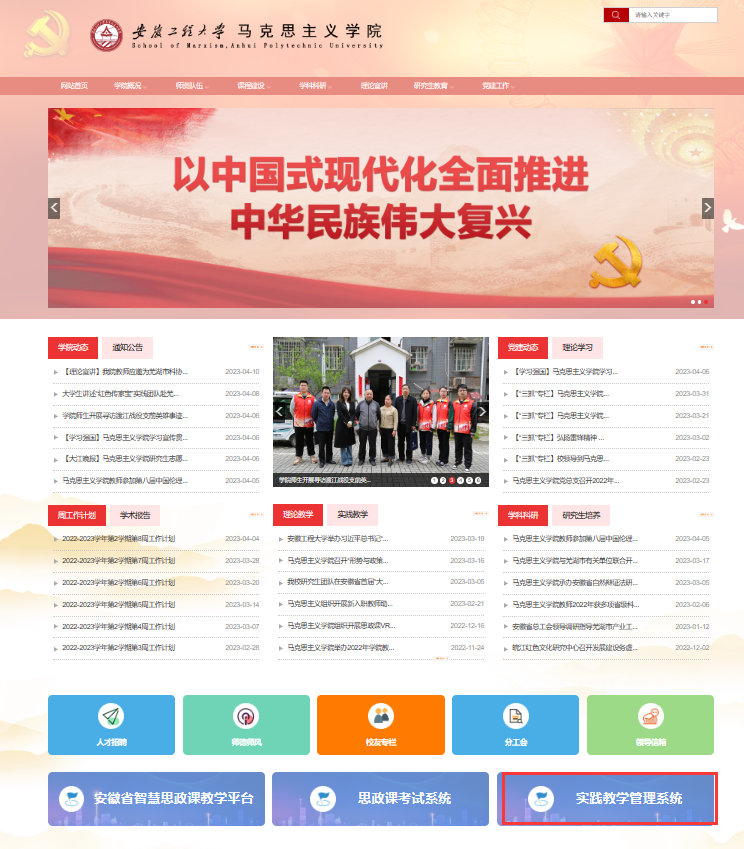 安徽工程大学 马克思主义学院
School of Marxism,Anhui Polytechnic University
请输入关键字
网站首页 学院概况 师资队伍 课程建设 学科科研 理论宣讲 研究生教育 党建工作
以中国式现代化全面推进
中华民族伟大复兴
学院动态 通知公告
【理论宣讲】我院教师应邀为芜湖市科协... 2023-04-10
大学生讲述“红色传家宝”实践团队赴芜... 2023-04-08
学院师生开展寻访渡江战役支前英雄事迹... 2023-04-06
【学习强国】马克思主义学院学习宣传贯... 2023-04-06
【大江晚报】马克思主义学院研究生志愿... 2023-04-06
马克思主义学院教师参加第八届中国伦理... 2023-04-05
学院师生开展寻访渡江战役支前英...
1 2 3 4 5 6
党建动态 理论学习
【学习强国】马克思主义学院学习... 2023-04-06
【“三抓”专栏】马克思主义学院... 2023-03-31
【“三抓”专栏】马克思主义学院... 2023-03-21
【“三抓”专栏】弘扬雷锋精神 ... 2023-03-02
【“三抓”专栏】校领导到马克思... 2023-02-23
马克思主义学院党总支召开2022年... 2023-02-23
周工作计划 学术报告
2022-2023学年第2学期第8周工作计划 2023-04-04
2022-2023学年第2学期第7周工作计划 2023-03-28
2022-2023学年第2学期第6周工作计划 2023-03-20
2022-2023学年第2学期第5周工作计划 2023-03-14
2022-2023学年第2学期第4周工作计划 2023-03-07
2022-2023学年第2学期第3周工作计划 2023-02-28
理论教学 实践教学
安徽工程大学举办习近平总书记“... 2023-03-19
马克思主义学院召开“形势与政策... 2023-03-05
我校研究生团队在安徽省首届“大... 2023-03-05
马克思主义组织开展新入职教师助... 2023-02-21
马克思主义学院组织开展思政课VR... 2022-12-16
马克思主义学院举办2022年学院教... 2022-11-24
学科科研 研究生培养
马克思主义学院教师参加第八届中国伦理... 2023-04-05
马克思主义学院与芜湖市有关单位联合开... 2023-03-17
马克思主义学院承办安徽省自然辩证法研... 2023-03-05
马克思主义学院教师2022年获多项省级科... 2023-02-06
安徽省总工会领导调研指导芜湖市产业工... 2023-01-12
皖江红色文化研究中心召开发展建设务虚... 2022-12-02
人才招聘 师德师风 校友专栏 分工会 领导信箱
安徽省智慧思政课教学平台 思政课考试系统 实践教学管理系统